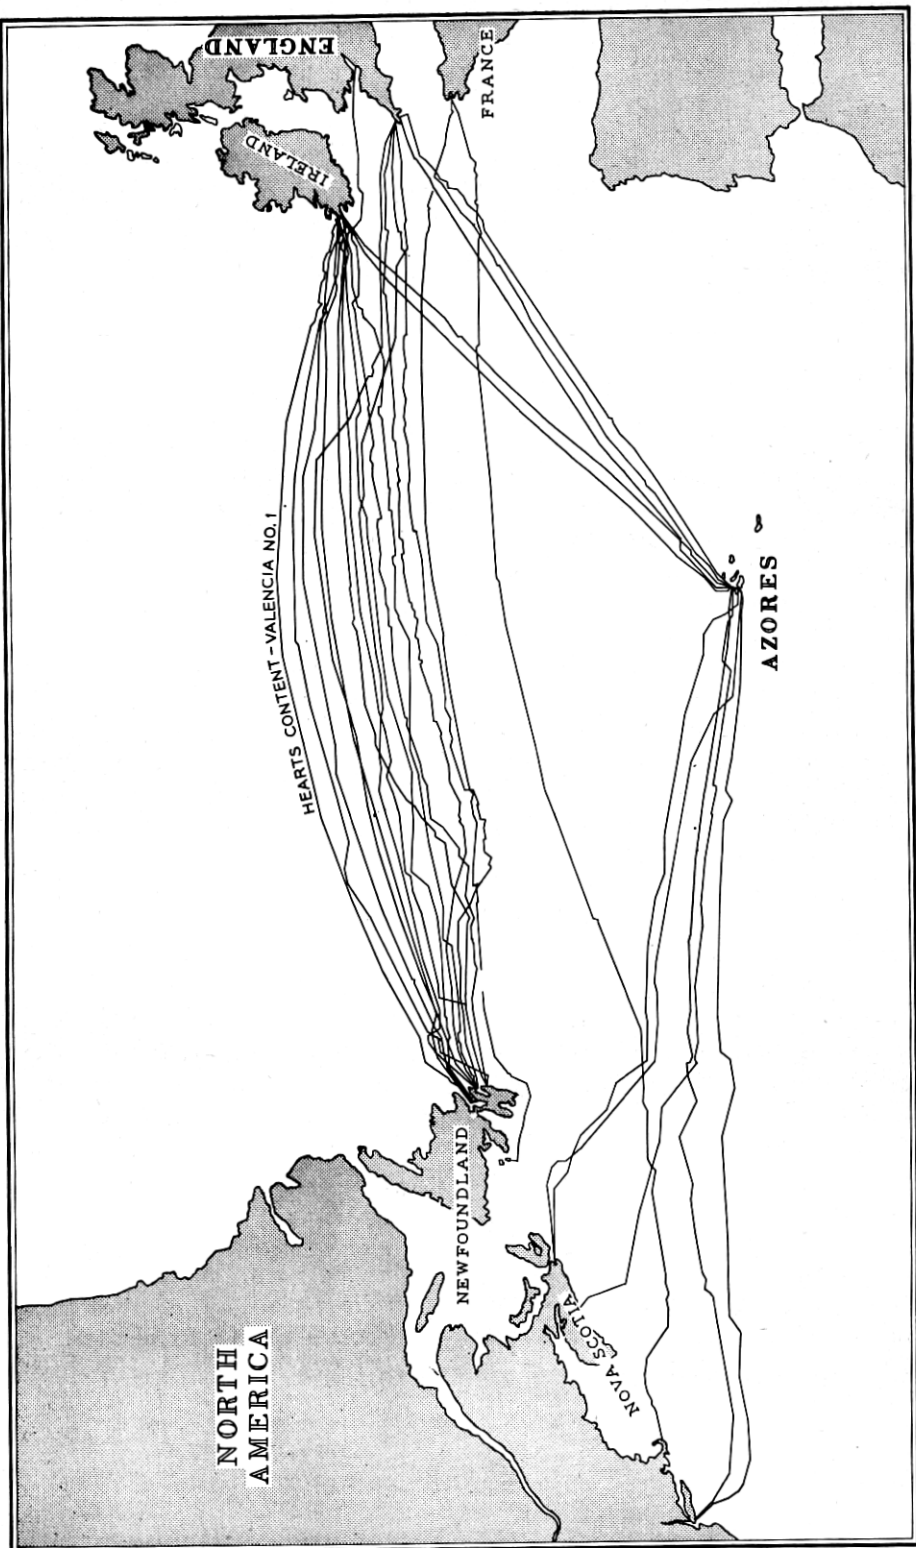 NORTH
AMERICA
NEWFOUNDLAND
NOVA SCOTIA
HEARTS CONTENT–VALENCIA NO.1
AZORES
IRELAND
ENGLAND
FRANCE